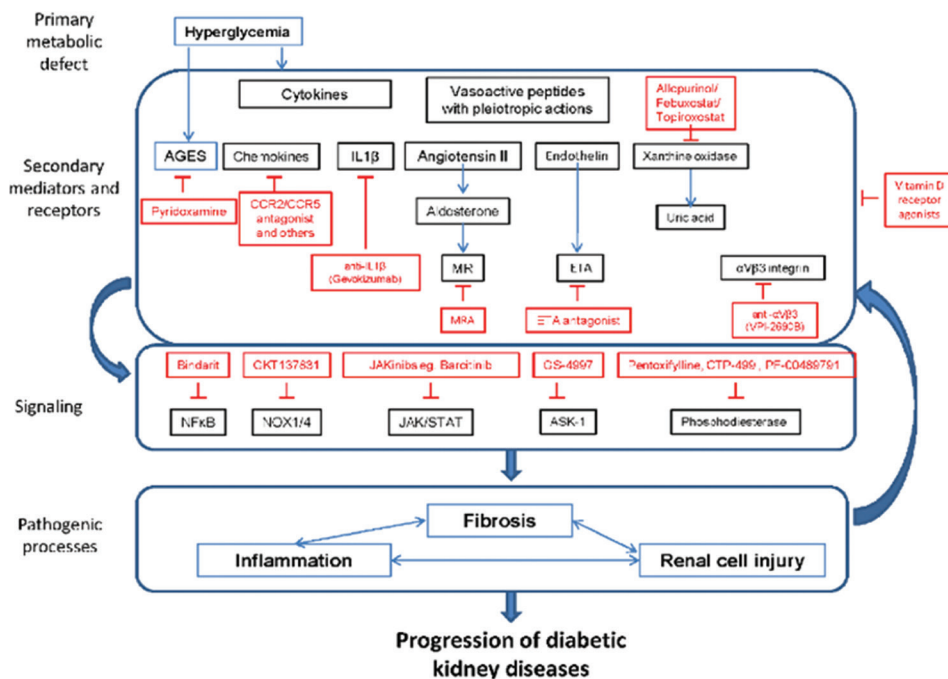 Primary
metabolic
defect
Hyperglycemia
Cytokines
Vasoactive peptides
with pleiotropic actions
Allopurinol/
Febuxostat/
Topiroxostat
Secondary
mediators and
receptors
AGES
Chemokines
IL1β
Angiotensin II
Endothelin
Xanthine oxidase
Pyridoxamine
CCR2/CCR5
antagonist
and others
Aldosterone
Uric acid
Vitamin D
receptor
agonists
anti-IL1β
(Gevokizumab)
MR
ETA
αVβ3 integrin
MRA
ETA antagonist
anti-αVβ3
(VPI-2690B)
Signaling
Bindarit
GKT137831
JAKinibs eg. Barcitinib
GS-4997
Pentoxifylline, CTP-499 , PF-00489791
NFκB
NOX1/4
JAK/STAT
ASK-1
Phosphodiesterase
Pathogenic
processes
Fibrosis
Inflammation
Renal cell injury
Progression of diabetic
kidney diseases